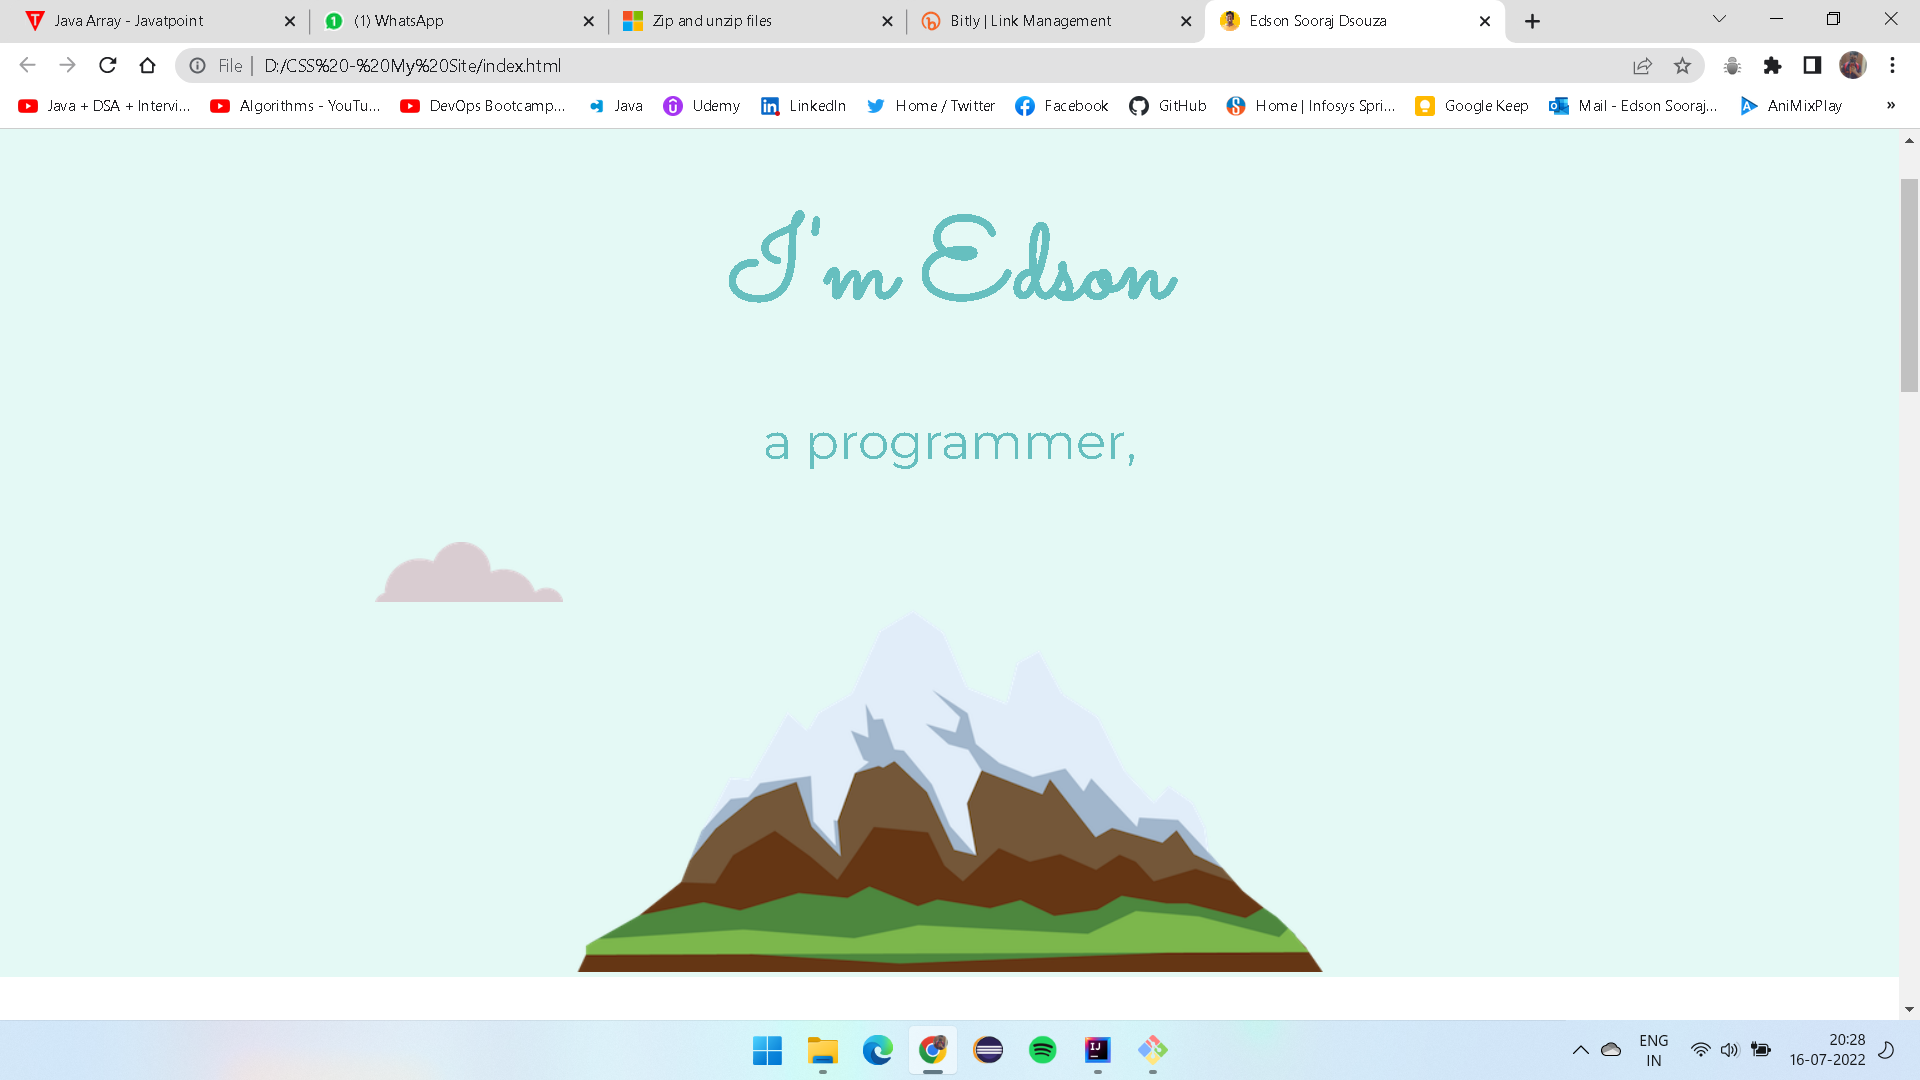 Java Array - Javatpoint
(1) WhatsApp
Zip and unzip files
Bitly | Link Management
Edson Sooraj Dsouza
File | D:/CSS%20-%20My%20Site/index.html
Java + DSA + Intervi...
Algorithms - YouTu...
DevOps Bootcamp...
Java
Udemy
LinkedIn
Home / Twitter
Facebook
GitHub
Home | Infosys Spri...
Google Keep
Mail - Edson Sooraj...
AniMixPlay
»
I'm Edson
a programmer,
ENG
IN
20:28
16-07-2022